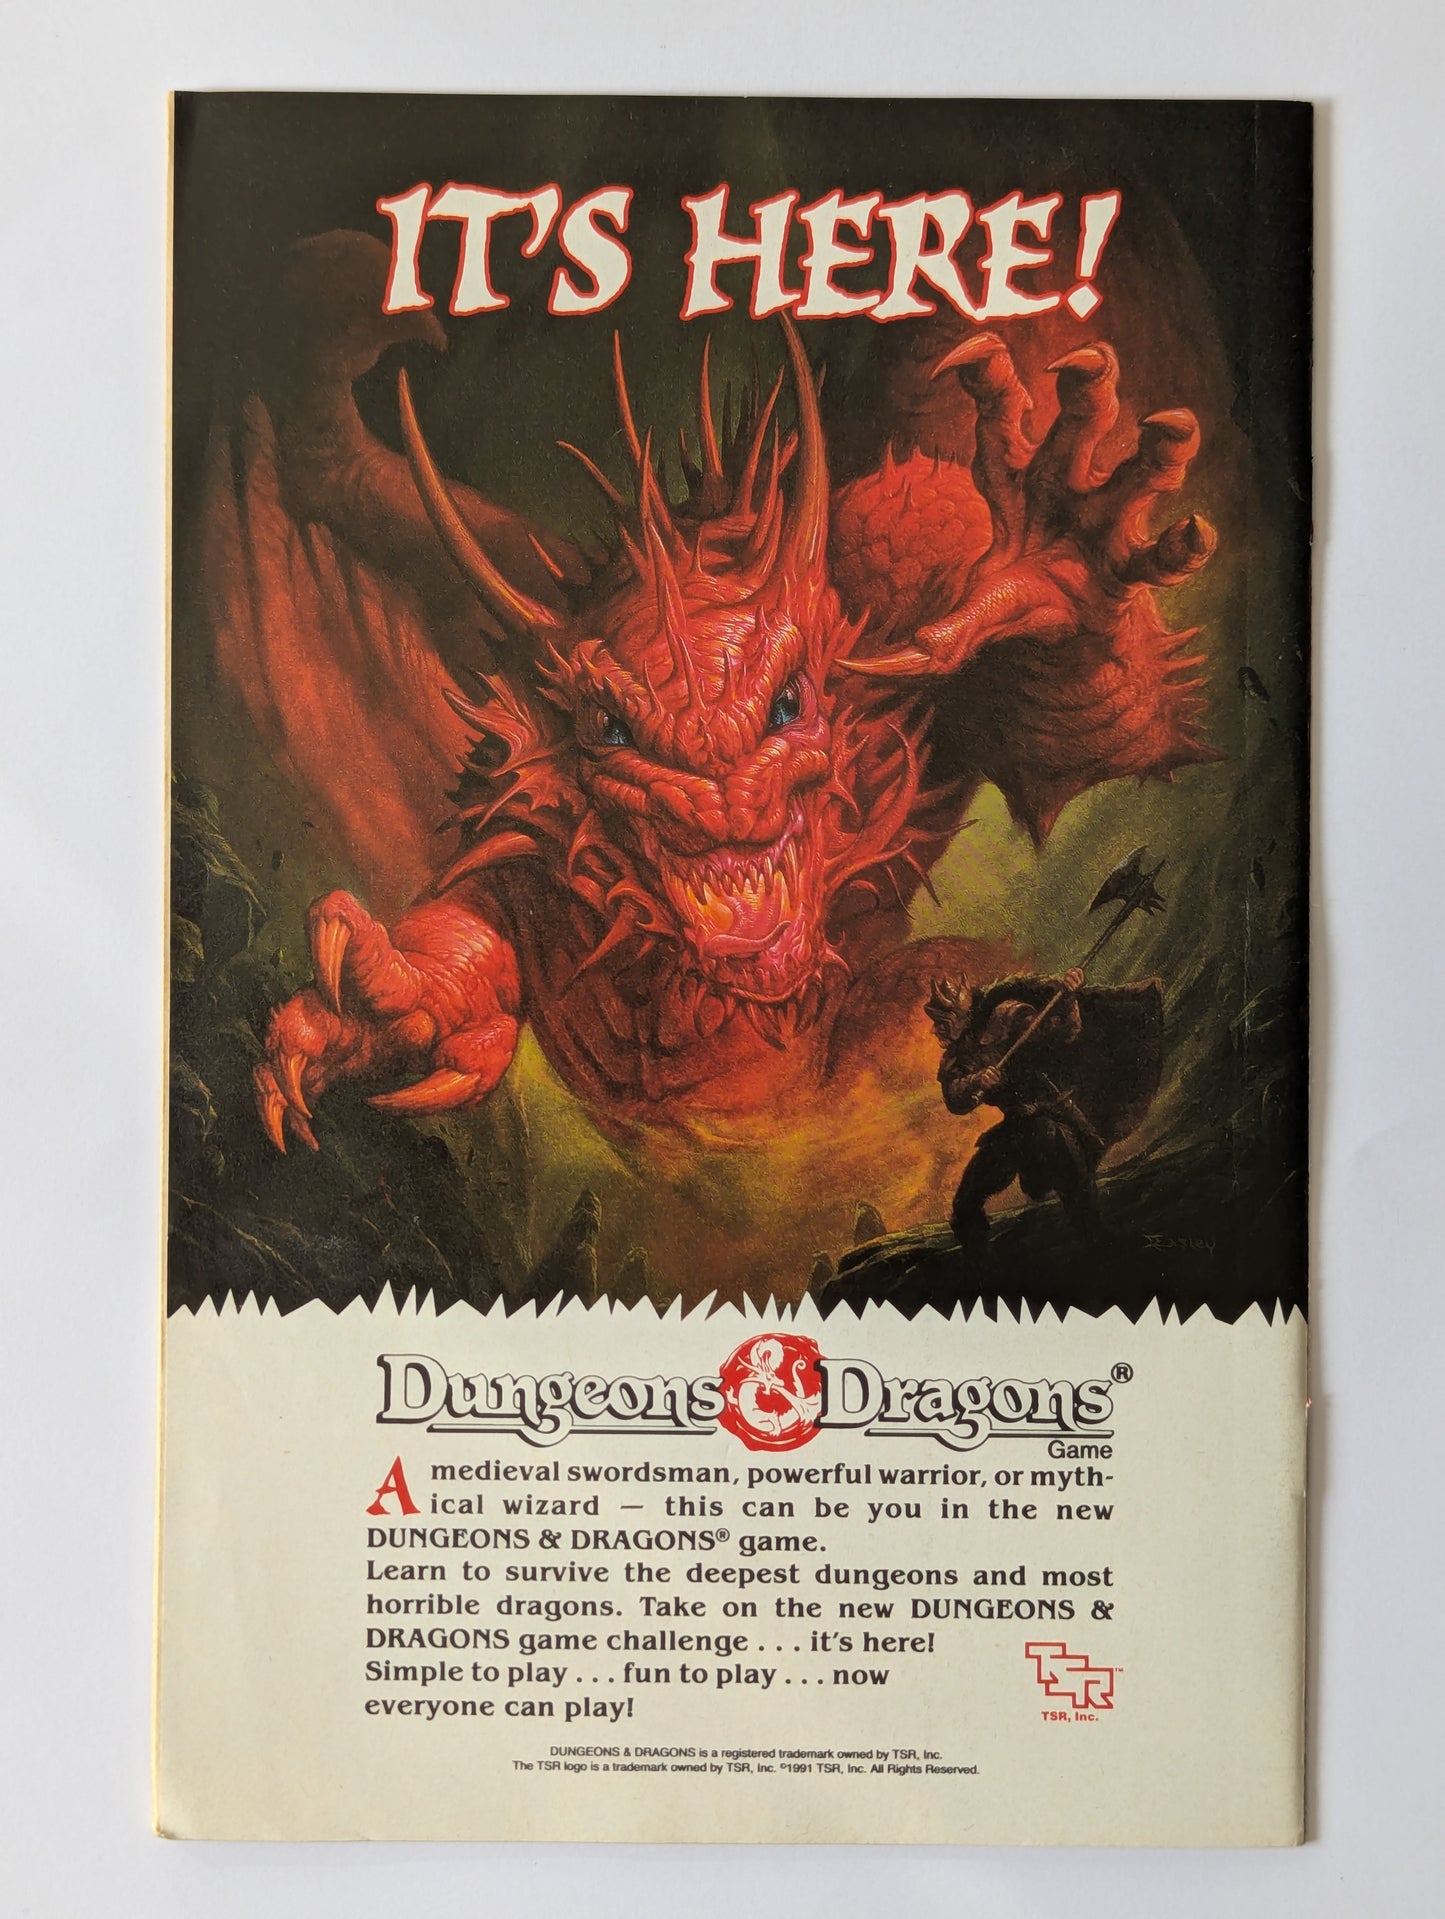 IT'S HERE!
Easley
Dungeons & Dragons®
Game
A medieval swordsman, powerful warrior, or myth-
ical wizard — this can be you in the new
DUNGEONS & DRAGONS® game.
Learn to survive the deepest dungeons and most
horrible dragons. Take on the new DUNGEONS &
DRAGONS game challenge . . . it's here!
Simple to play . . . fun to play . . . now
everyone can play!
TSR™
TSR, Inc.
DUNGEONS & DRAGONS is a registered trademark owned by TSR, Inc.
The TSR logo is a trademark owned by TSR, Inc. ©1991 TSR, Inc. All Rights Reserved.